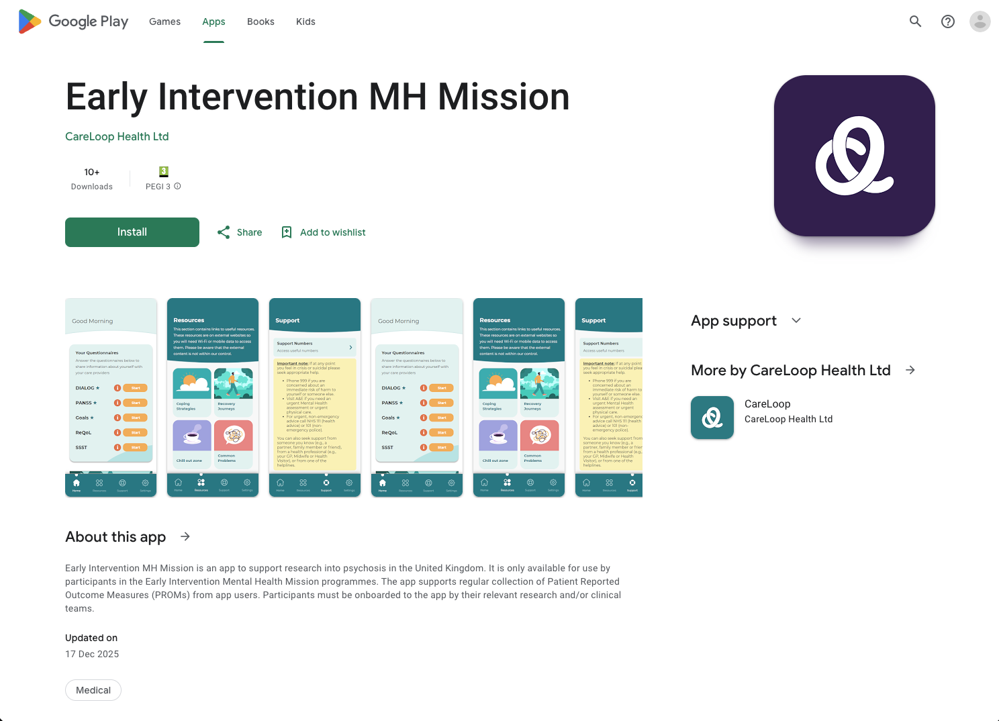 Google Play
Games
Apps
Books
Kids
Early Intervention MH Mission
CareLoop Health Ltd
10+
Downloads
3
PEGI 3
Install
Share
Add to wishlist
Good Morning
Your Questionnaires
Answer the questionnaires below to
share information about yourself with
your care providers
DIALOG ★ Start
PANSS ★ Start
Goals ★ Start
ReQoL Start
SSST Start
Home Resources Support Settings
Resources
This section contains links to useful resources.
These resources are on external websites so
you will need Wi-Fi or mobile data to access
them. Please be aware that the external
content is not within our control.
Coping
Strategies
Recovery
Journeys
Chill out zone
Common
Problems
Home Resources Support Settings
Support
Support Numbers
Access useful numbers
Important note: If at any point
you feel in crisis or suicidal please
seek appropriate help.
• Phone 999 if you are
concerned about an
immediate risk of harm to
yourself or someone else.
• Visit A&E if you need an
urgent Mental Health
assessment or urgent
physical care.
• For urgent, non-emergency
advice call NHS 111 (health
advice) or 101 (non-
emergency police).
You can also seek support from
someone you know (e.g., a
partner, family member or friend),
from a health professional (e.g.,
your GP, Midwife or Health
Visitor), or from one of the
helplines.
Home Resources Support Settings
Good Morning
Your Questionnaires
Answer the questionnaires below to
share information about yourself with
your care providers
DIALOG ★ Start
PANSS ★ Start
Goals ★ Start
ReQoL Start
SSST Start
Home Resources Support Settings
Resources
This section contains links to useful resources.
These resources are on external websites so
you will need Wi-Fi or mobile data to access
them. Please be aware that the external
content is not within our control.
Coping
Strategies
Recovery
Journeys
Chill out zone
Common
Problems
Home Resources Support Settings
Support
Support Numbers
Access useful numbers
Important note: If at any
you feel in crisis or suicidal
seek appropriate help.
• Phone 999 if you are
concerned about an
immediate risk of ha
yourself or someone
• Visit A&E if you need
urgent Mental Healt
assessment or urgen
physical care.
• For urgent, non-eme
advice call NHS 111 (h
advice) or 101 (non-
emergency police).
You can also seek support
someone you know (e.g., a
partner, family member or
from a health professional
your GP, Midwife or Health
Visitor), or from one of the
helplines.
Home Resources Support
App support
More by CareLoop Health Ltd
CareLoop
CareLoop Health Ltd
About this app
Early Intervention MH Mission is an app to support research into psychosis in the United Kingdom. It is only available for use by
participants in the Early Intervention Mental Health Mission programmes. The app supports regular collection of Patient Reported
Outcome Measures (PROMs) from app users. Participants must be onboarded to the app by their relevant research and/or clinical
teams.
Updated on
17 Dec 2025
Medical